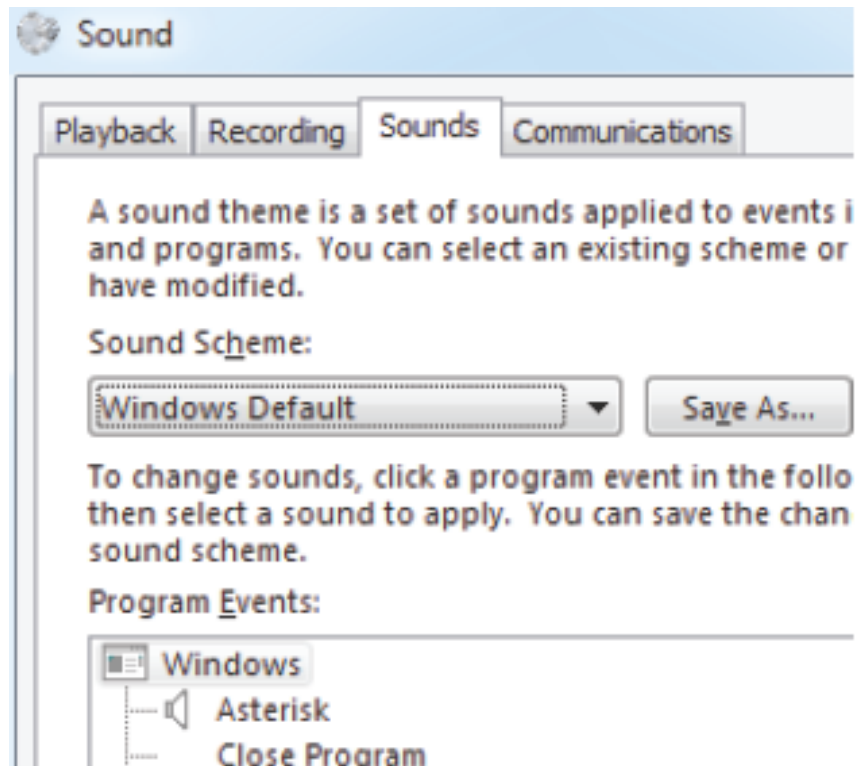 Sound
Playback Recording Sounds Communications
A sound theme is a set of sounds applied to events i
and programs. You can select an existing scheme or
have modified.
Sound Scheme:
Windows Default Save As...
To change sounds, click a program event in the follo
then select a sound to apply. You can save the chan
sound scheme.
Program Events:
Windows
Asterisk
Close Program